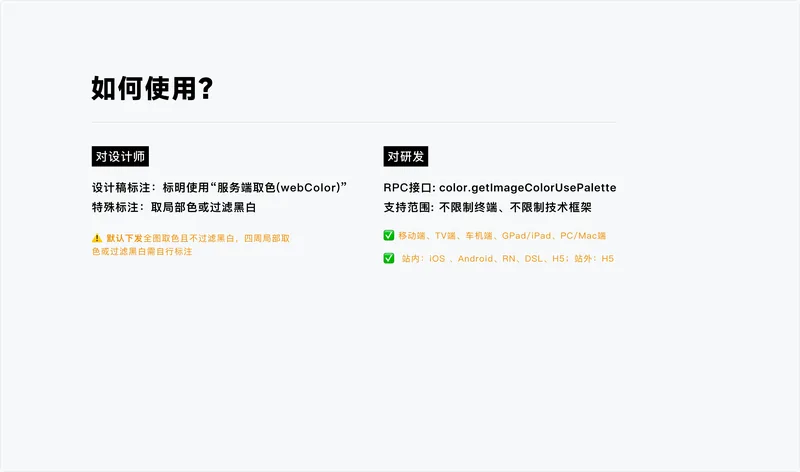 如何使用?
对设计师
设计稿标注：标明使用“服务端取色(webColor)”
特殊标注：取局部色或过滤黑白
⚠️ 默认下发全图取色且不过滤黑白，四周局部取
色或过滤黑白需自行标注
对研发
RPC接口: color.getImageColorUsePalette
支持范围: 不限制终端、不限制技术框架
✅ 移动端、TV端、车机端、GPad/iPad、PC/Mac端
✅ 站内：iOS 、Android、RN、DSL、H5；站外：H5